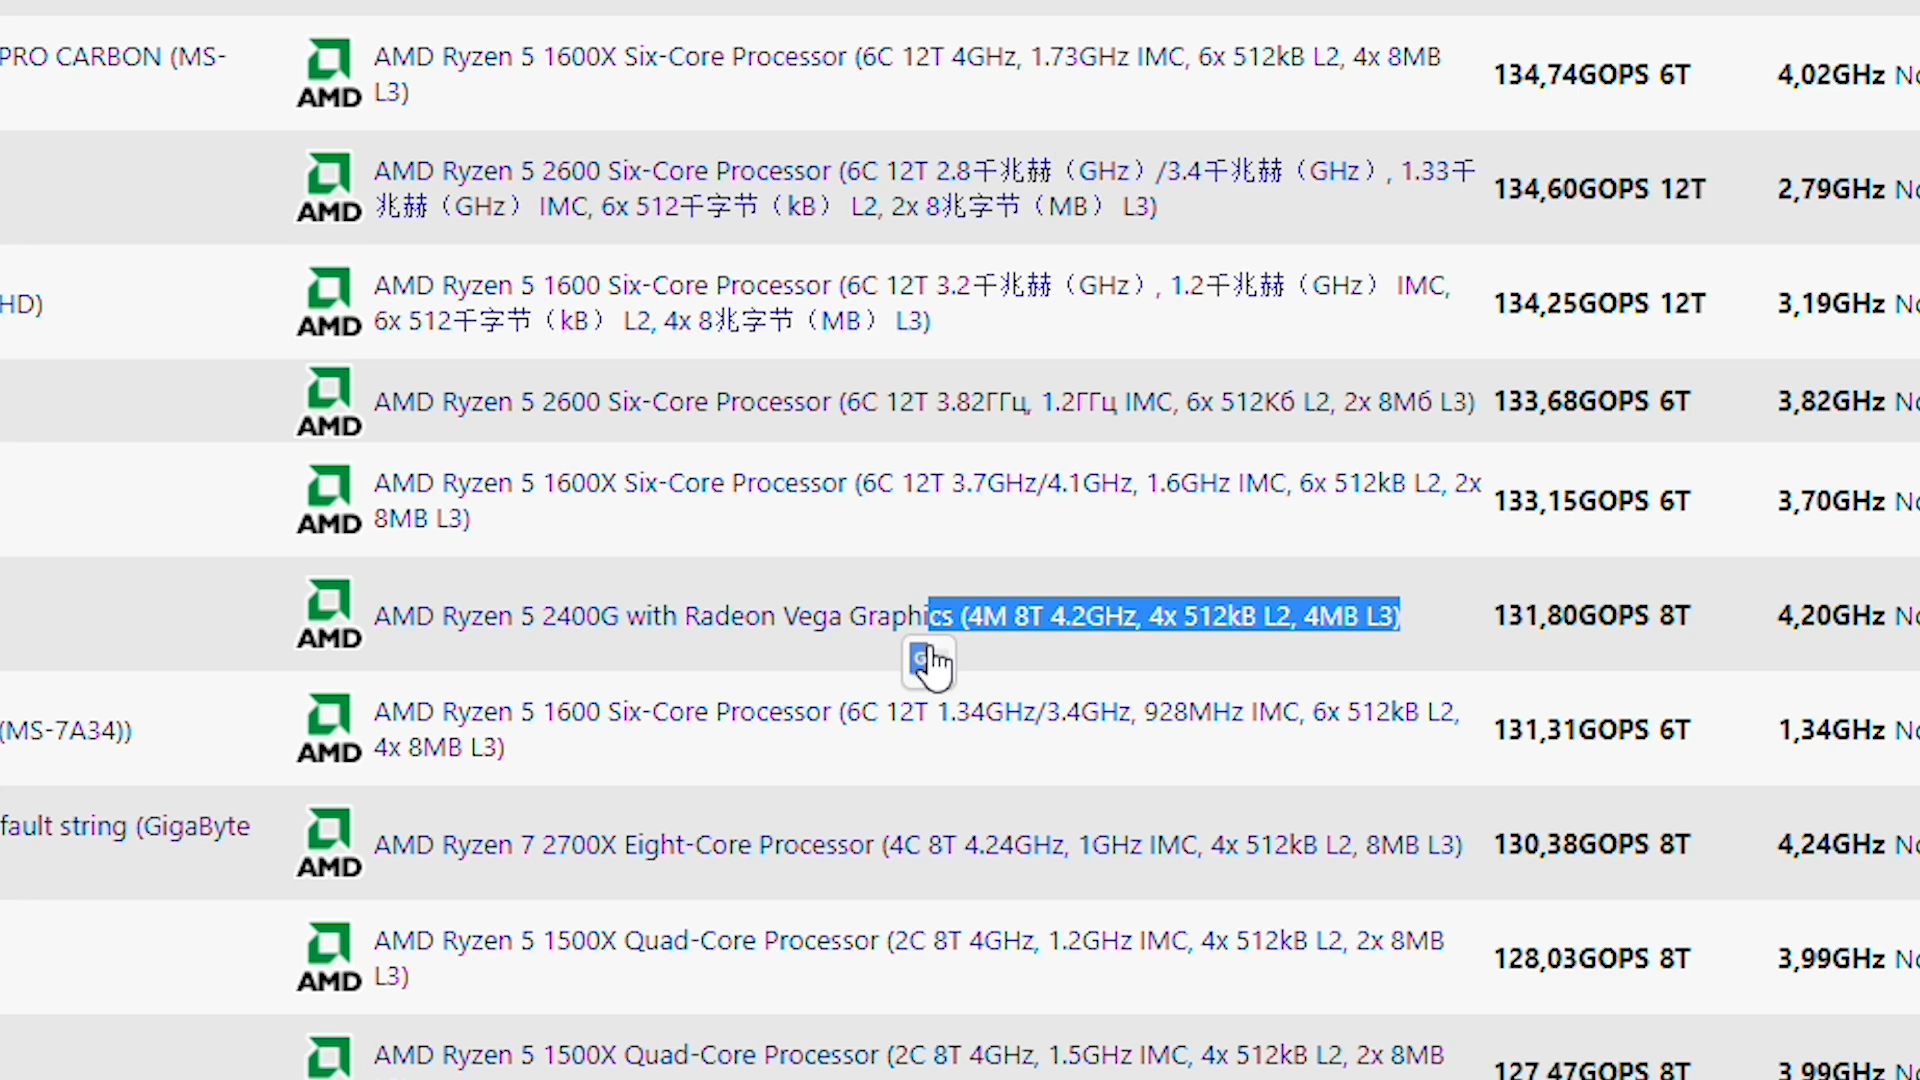 PRO CARBON (MS-
AMD
AMD Ryzen 5 1600X Six-Core Processor (6C 12T 4GHz, 1.73GHz IMC, 6x 512kB L2, 4x 8MB
L3)
134,74GOPS 6T
4,02GHz No
AMD
AMD Ryzen 5 2600 Six-Core Processor (6C 12T 2.8千兆赫（GHz）/3.4千兆赫（GHz）, 1.33千
兆赫（GHz） IMC, 6x 512千字节（kB） L2, 2x 8兆字节（MB） L3)
134,60GOPS 12T
2,79GHz No
HD)
AMD
AMD Ryzen 5 1600 Six-Core Processor (6C 12T 3.2千兆赫（GHz）, 1.2千兆赫（GHz） IMC,
6x 512千字节（kB） L2, 4x 8兆字节（MB） L3)
134,25GOPS 12T
3,19GHz No
AMD
AMD Ryzen 5 2600 Six-Core Processor (6C 12T 3.82ГГц, 1.2ГГц IMC, 6x 512Кб L2, 2x 8Мб L3)
133,68GOPS 6T
3,82GHz No
AMD
AMD Ryzen 5 1600X Six-Core Processor (6C 12T 3.7GHz/4.1GHz, 1.6GHz IMC, 6x 512kB L2, 2x
8MB L3)
133,15GOPS 6T
3,70GHz No
AMD
AMD Ryzen 5 2400G with Radeon Vega Graphics (4M 8T 4.2GHz, 4x 512kB L2, 4MB L3)
131,80GOPS 8T
4,20GHz No
G
(MS-7A34))
AMD
AMD Ryzen 5 1600 Six-Core Processor (6C 12T 1.34GHz/3.4GHz, 928MHz IMC, 6x 512kB L2,
4x 8MB L3)
131,31GOPS 6T
1,34GHz No
fault string (GigaByte
AMD
AMD Ryzen 7 2700X Eight-Core Processor (4C 8T 4.24GHz, 1GHz IMC, 4x 512kB L2, 8MB L3)
130,38GOPS 8T
4,24GHz No
AMD
AMD Ryzen 5 1500X Quad-Core Processor (2C 8T 4GHz, 1.2GHz IMC, 4x 512kB L2, 2x 8MB
L3)
128,03GOPS 8T
3,99GHz No
AMD Ryzen 5 1500X Quad-Core Processor (2C 8T 4GHz, 1.5GHz IMC, 4x 512kB L2, 2x 8MB
127,47GOPS 8T
3,99GHz No